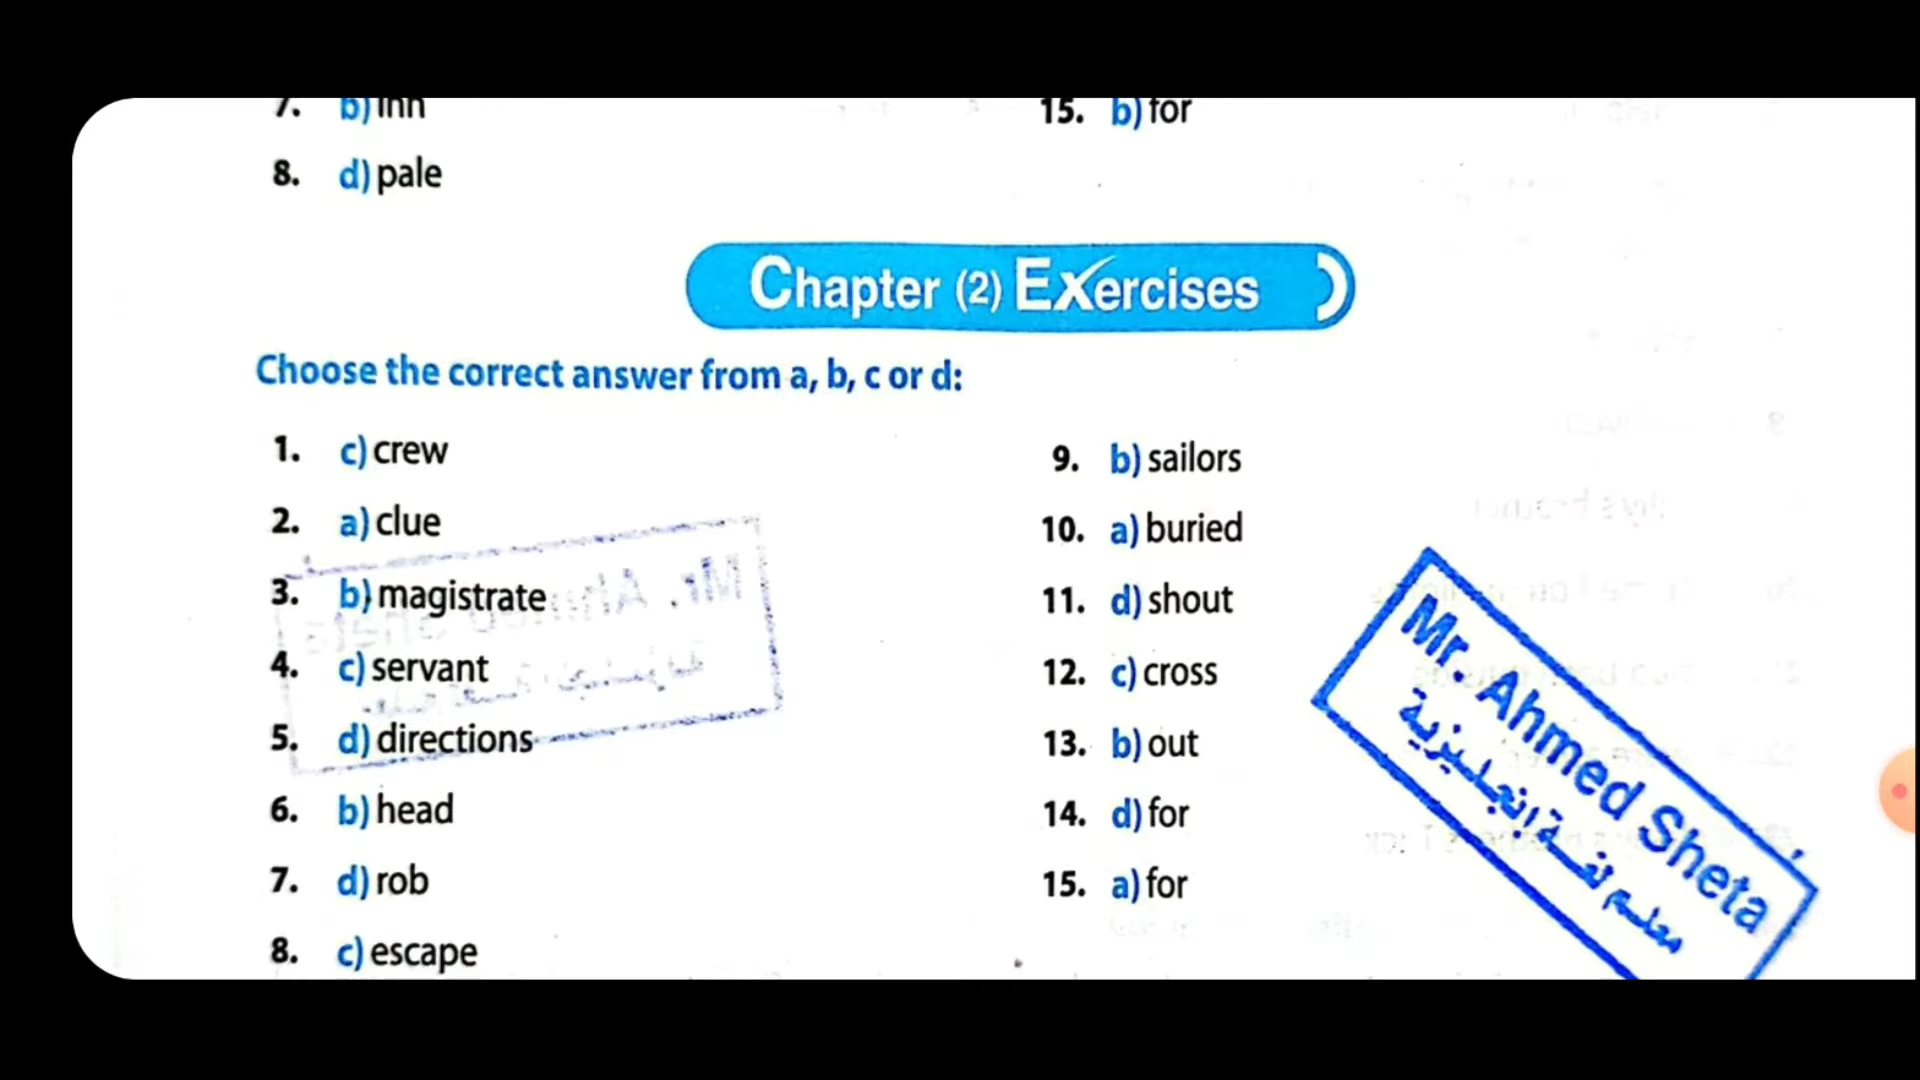 7. b) inn
8. d) pale
15. b) for
Chapter (2) Exercises
Choose the correct answer from a, b, c or d:
1. c) crew
2. a) clue
3. b) magistrate
4. c) servant
5. d) directions
6. b) head
7. d) rob
8. c) escape
9. b) sailors
10. a) buried
11. d) shout
12. c) cross
13. b) out
14. d) for
15. a) for
Mr. Ahmed Sheta
معلم لغة انجليزية